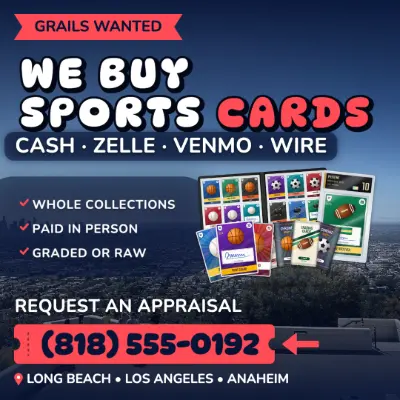 GRAILS WANTED
WE BUY
SPORTS CARDS
CASH · ZELLE · VENMO · WIRE
WHOLE COLLECTIONS
PAID IN PERSON
GRADED OR RAW
10
REQUEST AN APPRAISAL
(818) 555-0192
LONG BEACH • LOS ANGELES • ANAHEIM